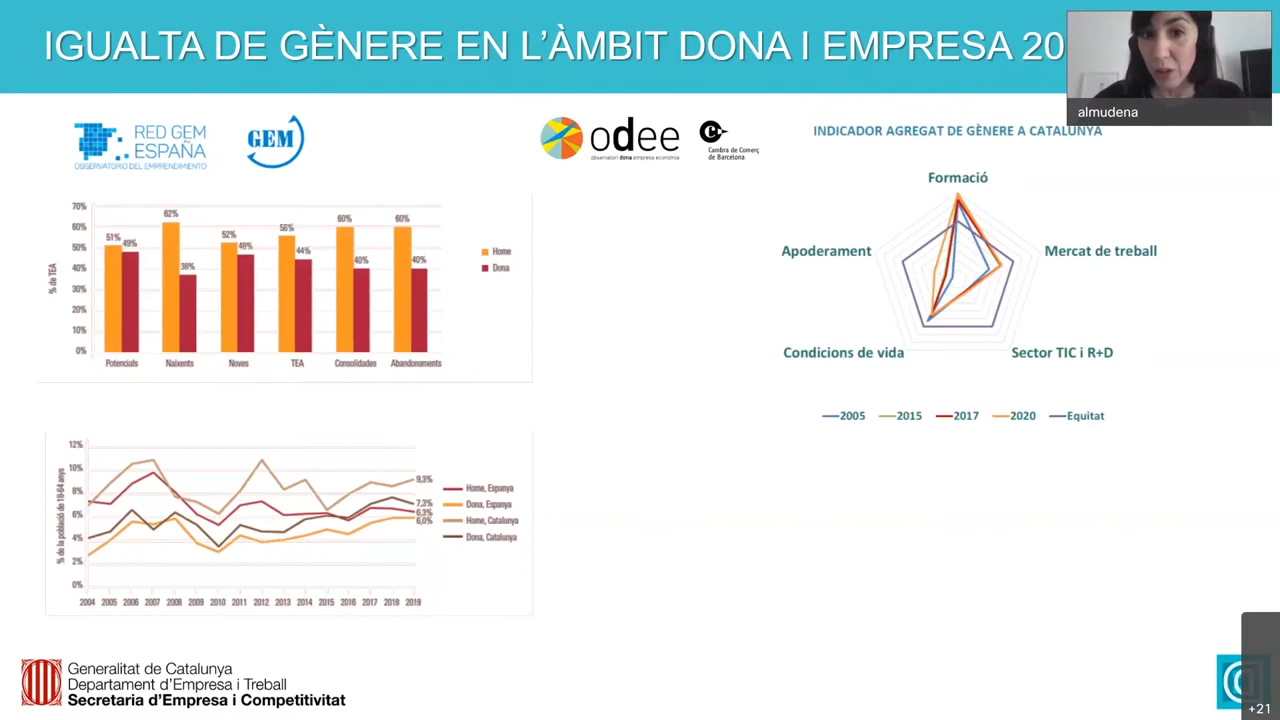 IGUALTA DE GÈNERE EN L'ÀMBIT DONA I EMPRESA 20
almudena
RED GEM
ESPAÑA
OBSERVATORIO DEL EMPRENDIMIENTO
GEM
odee
observatori dona empresa economia
Cambra de Comerç
de Barcelona
INDICADOR AGREGAT DE GÈNERE A CATALUNYA
Formació
Apoderament
Mercat de treball
Condicions de vida
Sector TIC i R+D
2005 2015 2017 2020 Equitat
% de TEA
70%
60%
50%
40%
30%
20%
10%
0%
51% 49% 62% 38% 52% 48% 56% 44% 60% 40% 60% 40%
Potencials Naixents Noves TEA Consolidades Abandonaments
Home
Dona
% de la població de 18-64 anys
12%
10%
8%
6%
4%
2%
0%
9,3%
7,3%
6,3%
6,0%
2004 2005 2006 2007 2008 2009 2010 2011 2012 2013 2014 2015 2016 2017 2018 2019
Home, Espanya
Dona, Espanya
Home, Catalunya
Dona, Catalunya
Generalitat de Catalunya
Departament d'Empresa i Treball
Secretaria d'Empresa i Competitivitat
+21